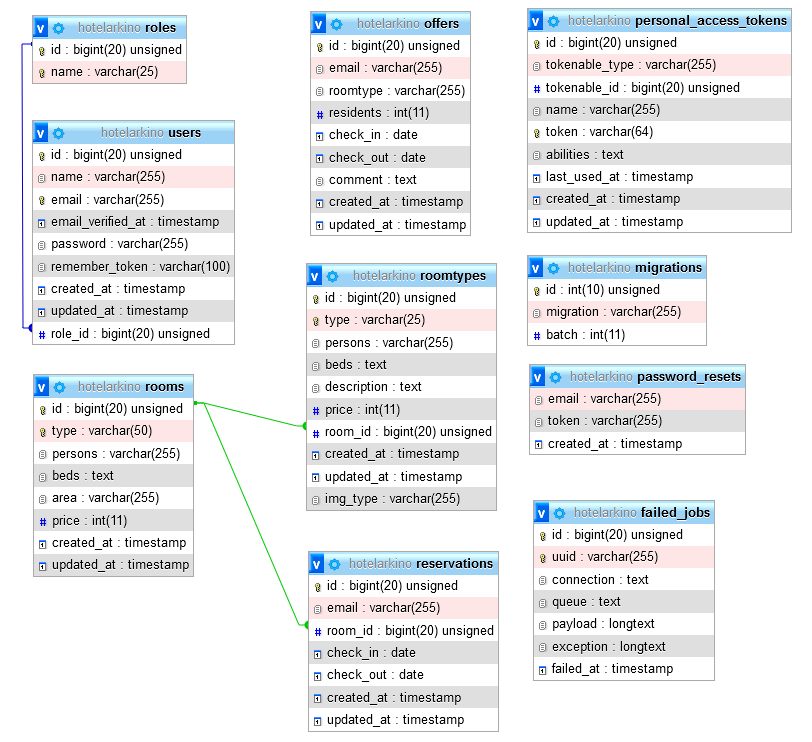 v hotelarkino roles
id : bigint(20) unsigned
name : varchar(25)
v hotelarkino users
id : bigint(20) unsigned
name : varchar(255)
email : varchar(255)
email_verified_at : timestamp
password : varchar(255)
remember_token : varchar(100)
created_at : timestamp
updated_at : timestamp
# role_id : bigint(20) unsigned
v hotelarkino rooms
id : bigint(20) unsigned
type : varchar(50)
persons : varchar(255)
beds : text
area : varchar(255)
# price : int(11)
created_at : timestamp
updated_at : timestamp
v hotelarkino offers
id : bigint(20) unsigned
email : varchar(255)
roomtype : varchar(255)
# residents : int(11)
check_in : date
check_out : date
comment : text
created_at : timestamp
updated_at : timestamp
v hotelarkino roomtypes
id : bigint(20) unsigned
type : varchar(25)
persons : varchar(255)
beds : text
description : text
# price : int(11)
# room_id : bigint(20) unsigned
created_at : timestamp
updated_at : timestamp
img_type : varchar(255)
v hotelarkino reservations
id : bigint(20) unsigned
email : varchar(255)
# room_id : bigint(20) unsigned
check_in : date
check_out : date
created_at : timestamp
updated_at : timestamp
v hotelarkino personal_access_tokens
id : bigint(20) unsigned
tokenable_type : varchar(255)
# tokenable_id : bigint(20) unsigned
name : varchar(255)
token : varchar(64)
abilities : text
last_used_at : timestamp
created_at : timestamp
updated_at : timestamp
v hotelarkino migrations
id : int(10) unsigned
migration : varchar(255)
# batch : int(11)
v hotelarkino password_resets
email : varchar(255)
token : varchar(255)
created_at : timestamp
v hotelarkino failed_jobs
id : bigint(20) unsigned
uuid : varchar(255)
connection : text
queue : text
payload : longtext
exception : longtext
failed_at : timestamp